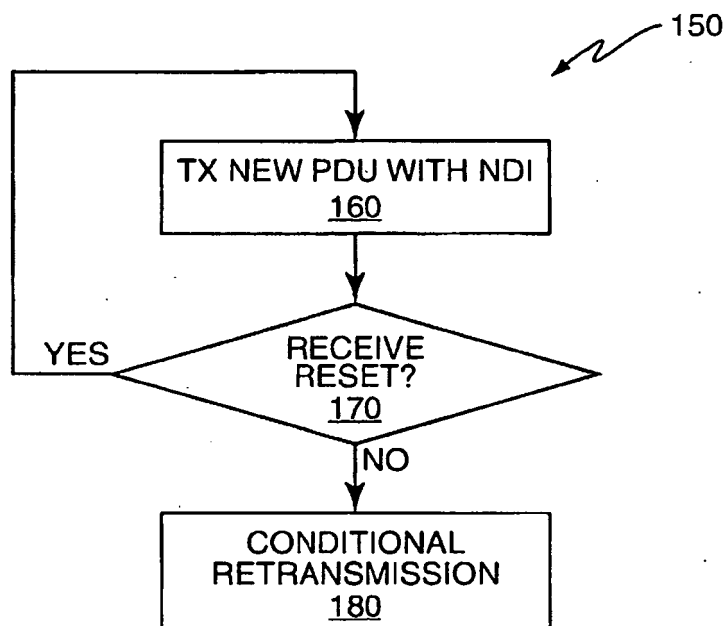 150
TX NEW PDU WITH NDI
160
YES
RECEIVE
RESET?
170
NO
CONDITIONAL
RETRANSMISSION
180